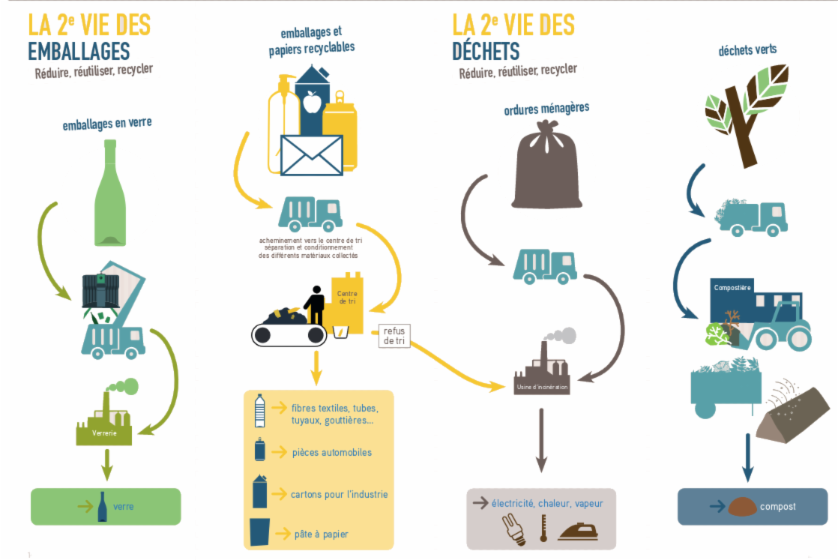 LA 2e VIE DES
EMBALLAGES
Réduire, réutiliser, recycler
emballages en verre
Verrerie
verre
emballages et
papiers recyclables
acheminement vers le centre de tri
séparation et conditionnement
des différents matériaux collectés
Centre
de tri
refus
de tri
fibres textiles, tubes,
tuyaux, gouttières...
pièces automobiles
cartons pour l'industrie
pâte à papier
LA 2e VIE DES
DÉCHETS
Réduire, réutiliser, recycler
ordures ménagères
Usine d'incinération
électricité, chaleur, vapeur
déchets verts
Compostière
compost